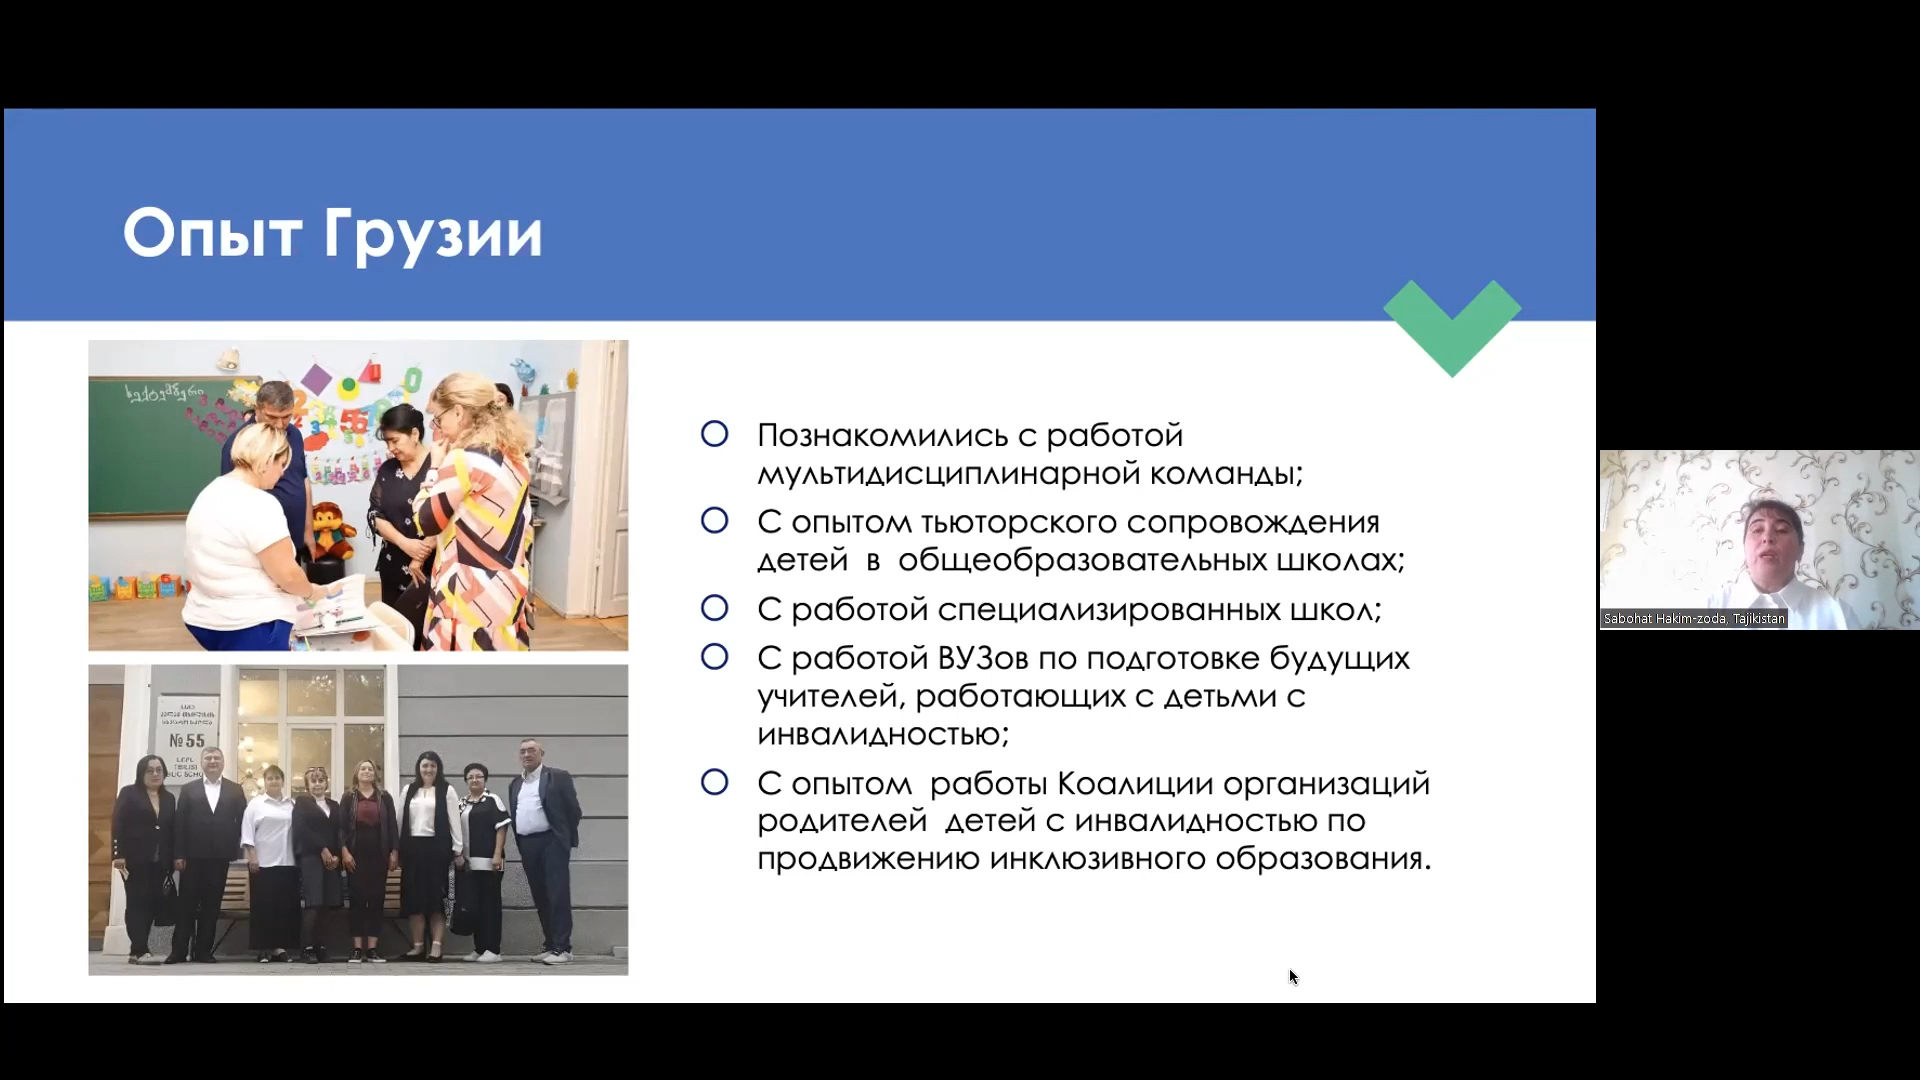 Опыт Грузии
Познакомились с работой
мультидисциплинарной команды;
С опытом тьюторского сопровождения
детей в общеобразовательных школах;
С работой специализированных школ;
С работой ВУЗов по подготовке будущих
учителей, работающих с детьми с
инвалидностью;
С опытом работы Коалиции организаций
родителей детей с инвалидностью по
продвижению инклюзивного образования.
№ 55
Sabohat Hakim-zoda, Tajikistan